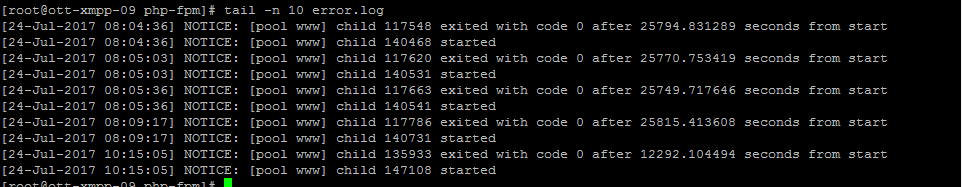 [root@ott-xmpp-09 php-fpm]# tail -n 10 error.log
[24-Jul-2017 08:04:36] NOTICE: [pool www] child 117548 exited with code 0 after 25794.831289 seconds from start
[24-Jul-2017 08:04:36] NOTICE: [pool www] child 140468 started
[24-Jul-2017 08:05:03] NOTICE: [pool www] child 117620 exited with code 0 after 25770.753419 seconds from start
[24-Jul-2017 08:05:03] NOTICE: [pool www] child 140531 started
[24-Jul-2017 08:05:36] NOTICE: [pool www] child 117663 exited with code 0 after 25749.717646 seconds from start
[24-Jul-2017 08:05:36] NOTICE: [pool www] child 140541 started
[24-Jul-2017 08:09:17] NOTICE: [pool www] child 117786 exited with code 0 after 25815.413608 seconds from start
[24-Jul-2017 08:09:17] NOTICE: [pool www] child 140731 started
[24-Jul-2017 10:15:05] NOTICE: [pool www] child 135933 exited with code 0 after 12292.104494 seconds from start
[24-Jul-2017 10:15:05] NOTICE: [pool www] child 147108 started
[root@ott-xmpp-09 php-fpm]#